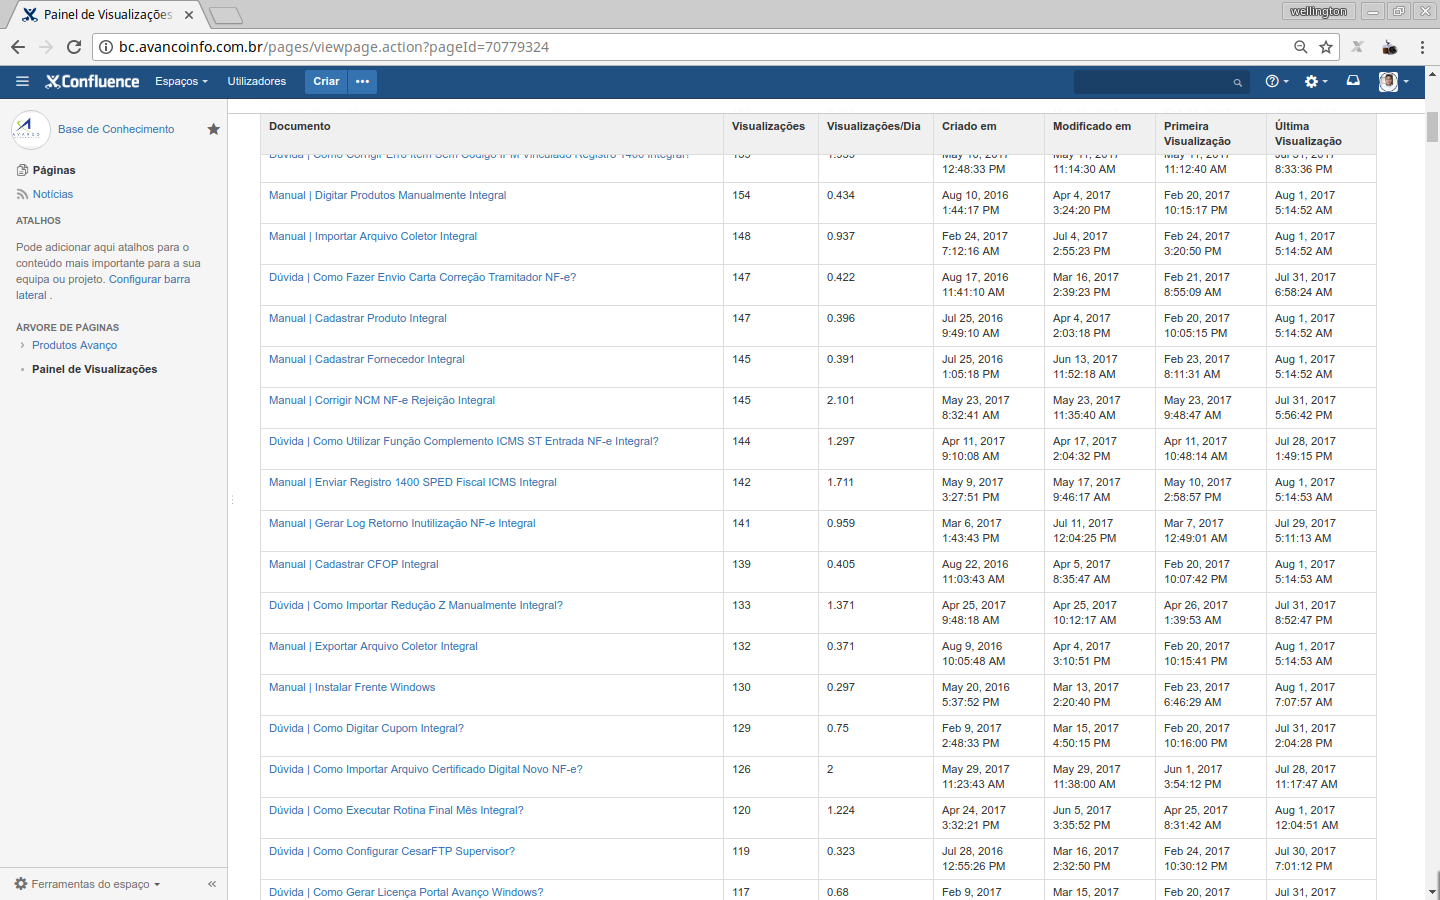 Painel de Visualizações
wellington
bc.avancoinfo.com.br/pages/viewpage.action?pageId=70779324
Confluence
Espaços
Utilizadores
Criar
Base de Conhecimento
Páginas
Notícias
ATALHOS
Pode adicionar aqui atalhos para o
conteúdo mais importante para a sua
equipa ou projeto. Configurar barra
lateral .
ÁRVORE DE PÁGINAS
Produtos Avanço
Painel de Visualizações
Ferramentas do espaço
Documento Visualizações Visualizações/Dia Criado em Modificado em Primeira Visualização Última Visualização
12:48:33 PM 11:14:30 AM 11:12:40 AM 8:33:36 PM
Manual | Digitar Produtos Manualmente Integral 154 0.434 Aug 10, 2016 Apr 4, 2017 Feb 20, 2017 Aug 1, 2017
1:44:17 PM 3:24:20 PM 10:15:17 PM 5:14:52 AM
Manual | Importar Arquivo Coletor Integral 148 0.937 Feb 24, 2017 Jul 4, 2017 Feb 24, 2017 Aug 1, 2017
7:12:16 AM 2:55:23 PM 3:20:50 PM 5:14:52 AM
Dúvida | Como Fazer Envio Carta Correção Tramitador NF-e? 147 0.422 Aug 17, 2016 Mar 16, 2017 Feb 21, 2017 Jul 31, 2017
11:41:10 AM 2:39:23 PM 8:55:09 AM 6:58:24 AM
Manual | Cadastrar Produto Integral 147 0.396 Jul 25, 2016 Apr 4, 2017 Feb 20, 2017 Aug 1, 2017
9:49:10 AM 2:03:18 PM 10:05:15 PM 5:14:52 AM
Manual | Cadastrar Fornecedor Integral 145 0.391 Jul 25, 2016 Jun 13, 2017 Feb 23, 2017 Aug 1, 2017
1:05:18 PM 11:52:18 AM 8:11:31 AM 5:14:52 AM
Manual | Corrigir NCM NF-e Rejeição Integral 145 2.101 May 23, 2017 May 23, 2017 May 23, 2017 Jul 31, 2017
8:32:41 AM 11:35:40 AM 9:48:47 AM 5:56:42 PM
Dúvida | Como Utilizar Função Complemento ICMS ST Entrada NF-e Integral? 144 1.297 Apr 11, 2017 Apr 17, 2017 Apr 11, 2017 Jul 28, 2017
9:10:08 AM 2:04:32 PM 10:48:14 AM 1:49:15 PM
Manual | Enviar Registro 1400 SPED Fiscal ICMS Integral 142 1.711 May 9, 2017 May 17, 2017 May 10, 2017 Aug 1, 2017
3:27:51 PM 9:46:17 AM 2:58:57 PM 5:14:53 AM
Manual | Gerar Log Retorno Inutilização NF-e Integral 141 0.959 Mar 6, 2017 Jul 11, 2017 Mar 7, 2017 Jul 29, 2017
1:43:43 PM 12:04:25 PM 12:49:01 AM 5:11:13 AM
Manual | Cadastrar CFOP Integral 139 0.405 Aug 22, 2016 Apr 5, 2017 Feb 20, 2017 Aug 1, 2017
11:03:43 AM 8:35:47 AM 10:07:42 PM 5:14:53 AM
Dúvida | Como Importar Redução Z Manualmente Integral? 133 1.371 Apr 25, 2017 Apr 25, 2017 Apr 26, 2017 Jul 31, 2017
9:48:18 AM 10:12:17 AM 1:39:53 AM 8:52:47 PM
Manual | Exportar Arquivo Coletor Integral 132 0.371 Aug 9, 2016 Apr 4, 2017 Feb 20, 2017 Aug 1, 2017
10:05:48 AM 3:10:51 PM 10:15:41 PM 5:14:53 AM
Manual | Instalar Frente Windows 130 0.297 May 20, 2016 Mar 13, 2017 Feb 23, 2017 Aug 1, 2017
5:37:52 PM 2:20:40 PM 6:46:29 AM 7:07:57 AM
Dúvida | Como Digitar Cupom Integral? 129 0.75 Feb 9, 2017 Mar 15, 2017 Feb 20, 2017 Jul 31, 2017
2:48:33 PM 4:50:15 PM 10:16:00 PM 2:04:28 PM
Dúvida | Como Importar Arquivo Certificado Digital Novo NF-e? 126 2 May 29, 2017 May 29, 2017 Jun 1, 2017 Jul 28, 2017
11:23:43 AM 11:38:00 AM 3:54:12 PM 11:17:47 AM
Dúvida | Como Executar Rotina Final Mês Integral? 120 1.224 Apr 24, 2017 Jun 5, 2017 Apr 25, 2017 Aug 1, 2017
3:32:21 PM 3:35:52 PM 8:31:42 AM 12:04:51 AM
Dúvida | Como Configurar CesarFTP Supervisor? 119 0.323 Jul 28, 2016 Mar 16, 2017 Feb 24, 2017 Jul 30, 2017
12:55:26 PM 2:32:50 PM 10:30:12 PM 7:01:12 PM
Dúvida | Como Gerar Licença Portal Avanço Windows? 117 0.68 Feb 9, 2017 Mar 15, 2017 Feb 20, 2017 Jul 31, 2017